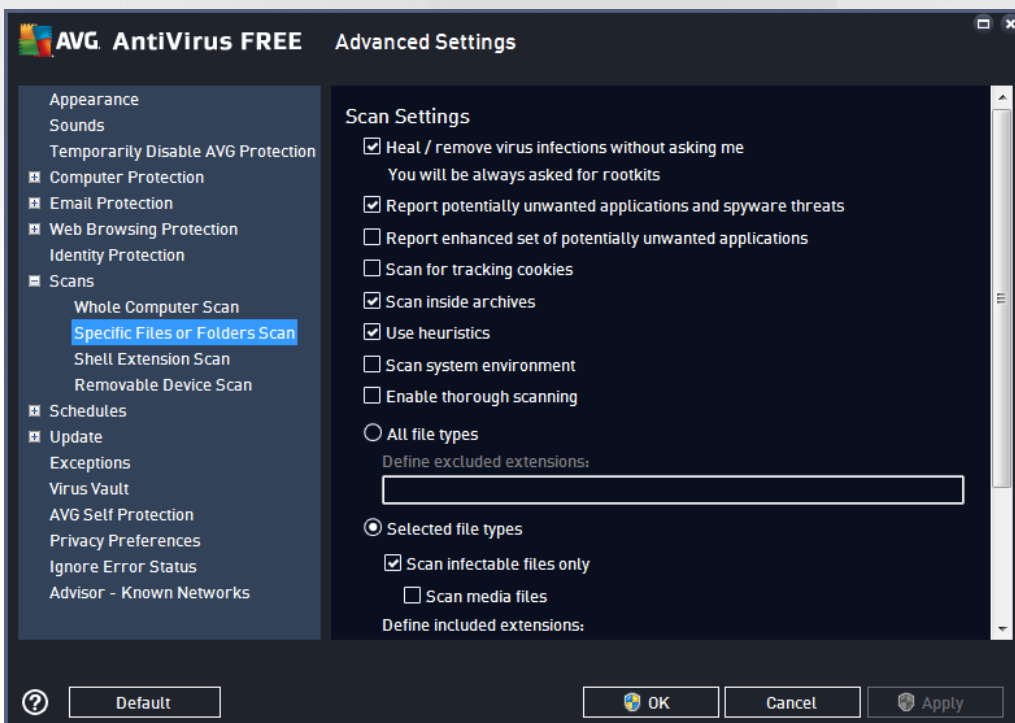 AVG AntiVirus FREE Advanced Settings
Appearance
Sounds
Temporarily Disable AVG Protection
Computer Protection
Email Protection
Web Browsing Protection
Identity Protection
Scans
Whole Computer Scan
Specific Files or Folders Scan
Shell Extension Scan
Removable Device Scan
Schedules
Update
Exceptions
Virus Vault
AVG Self Protection
Privacy Preferences
Ignore Error Status
Advisor - Known Networks
Scan Settings
Heal / remove virus infections without asking me
You will be always asked for rootkits
Report potentially unwanted applications and spyware threats
Report enhanced set of potentially unwanted applications
Scan for tracking cookies
Scan inside archives
Use heuristics
Scan system environment
Enable thorough scanning
All file types
Define excluded extensions:
Selected file types
Scan infectable files only
Scan media files
Define included extensions:
? Default OK Cancel Apply